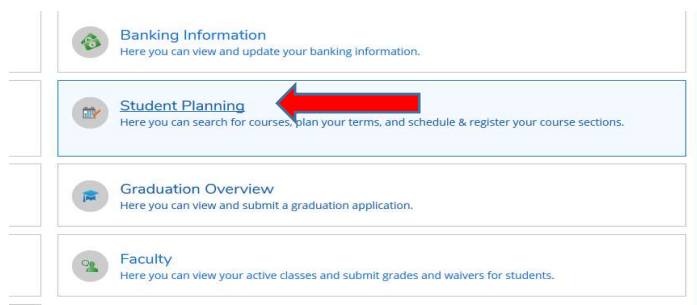 Banking Information
Here you can view and update your banking information.
Student Planning
Here you can search for courses, plan your terms, and schedule & register your course sections.
Graduation Overview
Here you can view and submit a graduation application.
Faculty
Here you can view your active classes and submit grades and waivers for students.